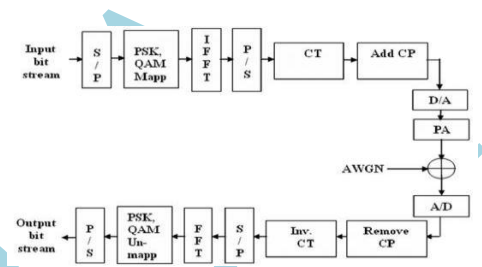 Input
bit
stream
S
/
P
PSK,
QAM
Mapp
I
F
F
T
P
/
S
CT
Add CP
D/A
PA
AWGN
A/D
Remove
CP
Inv.
CT
S
/
P
F
F
T
PSK,
QAM
Un-
mapp
P
/
S
Output
bit
stream